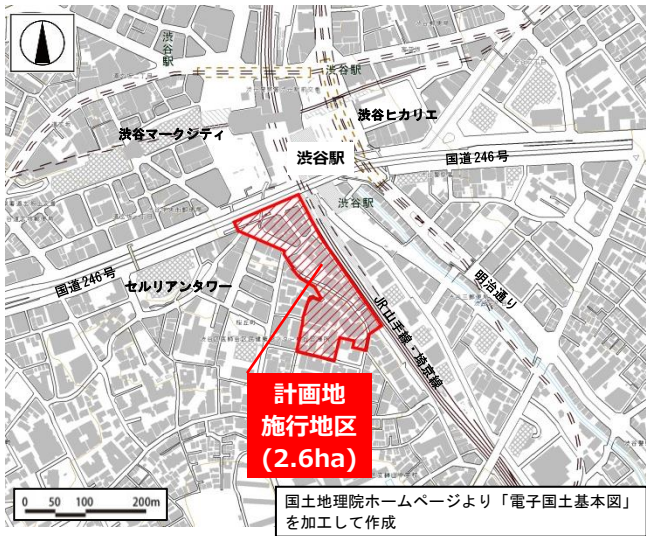 渋谷駅
渋谷駅
渋谷マークシティ
渋谷ヒカリエ
渋谷駅
国道246号
渋谷駅
国道246号
セルリアンタワー
明治通り
JR山手線・埼京線
桜丘町
計画地
施行地区
(2.6ha)
0 50 100 200m
国土地理院ホームページより「電子国土基本図」
を加工して作成